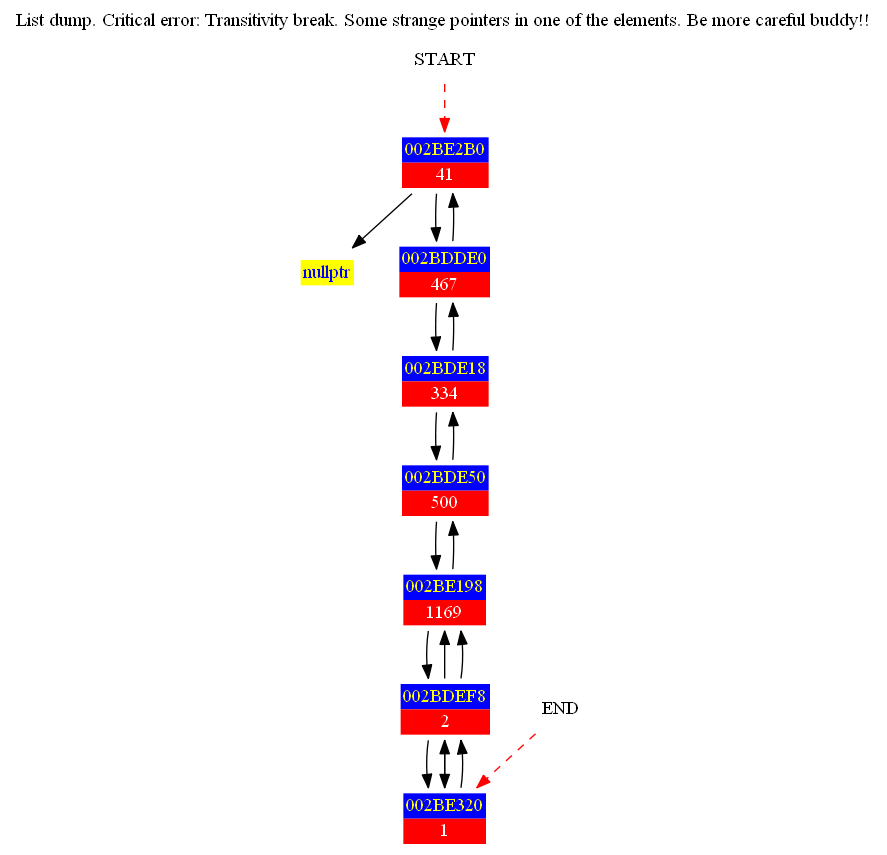 List dump. Critical error: Transitivity break. Some strange pointers in one of the elements. Be more careful buddy!!
START
002BE2B0
41
nullptr
002BDDE0
467
002BDE18
334
002BDE50
500
002BE198
1169
002BDEF8
2
END
002BE320
1